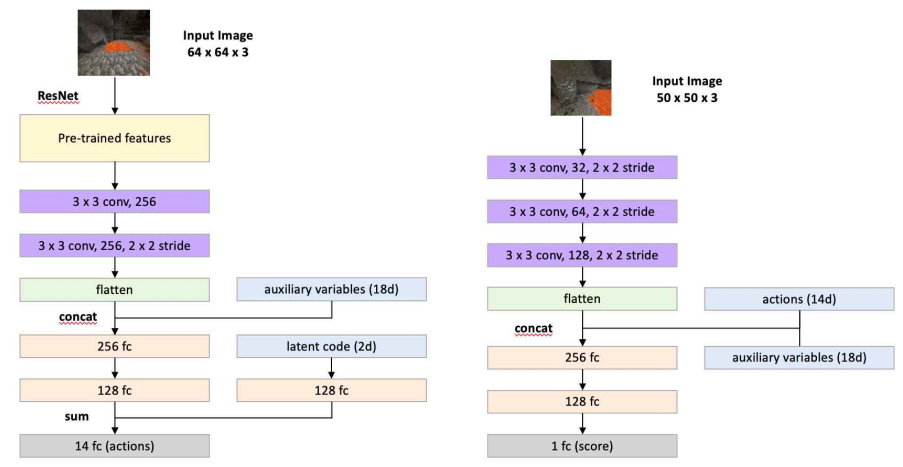 Input Image
64 x 64 x 3
ResNet
Pre-trained features
3 x 3 conv, 256
3 x 3 conv, 256, 2 x 2 stride
flatten
auxiliary variables (18d)
concat
256 fc
latent code (2d)
128 fc
128 fc
sum
14 fc (actions)
Input Image
50 x 50 x 3
3 x 3 conv, 32, 2 x 2 stride
3 x 3 conv, 64, 2 x 2 stride
3 x 3 conv, 128, 2 x 2 stride
flatten
actions (14d)
concat
256 fc
auxiliary variables (18d)
128 fc
1 fc (score)